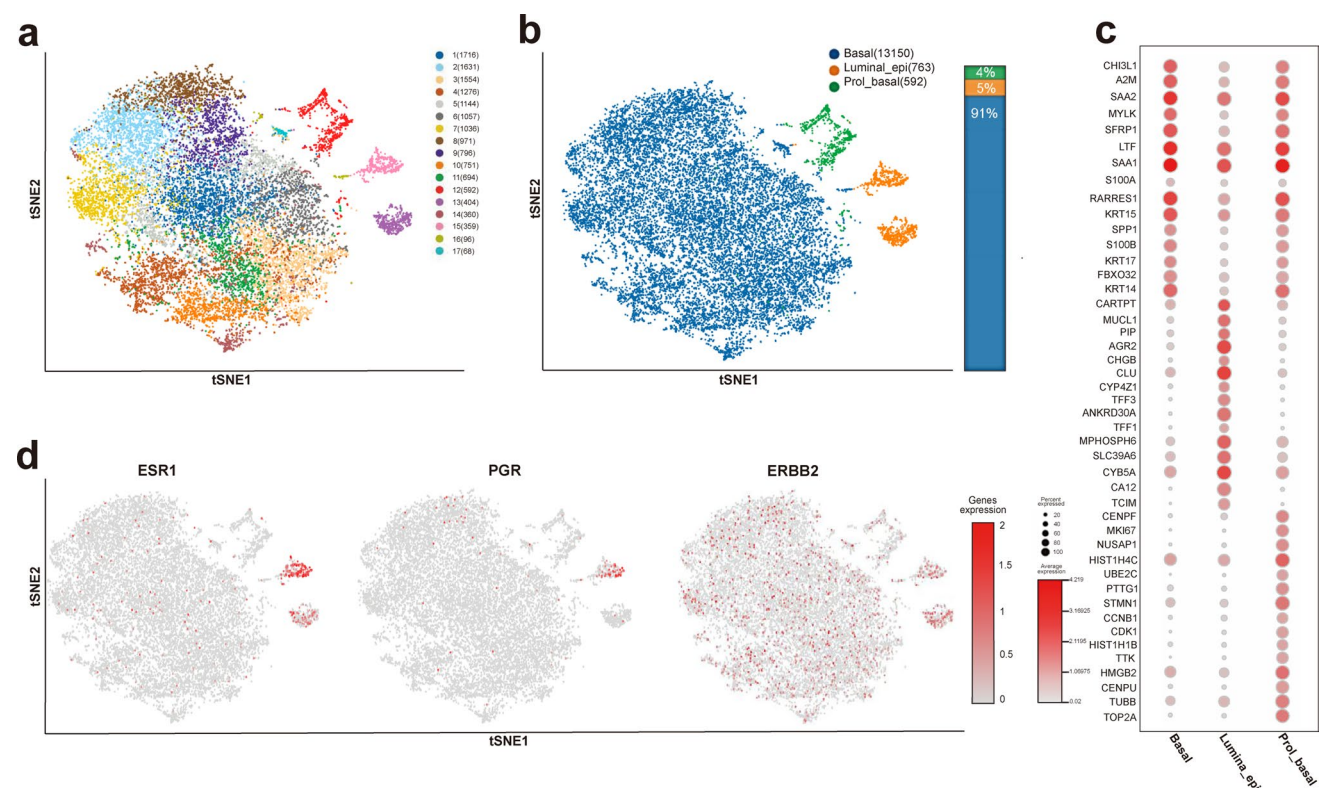 a
tSNE2
tSNE1
1(1716)
2(1631)
3(1554)
4(1276)
5(1144)
6(1057)
7(1036)
8(971)
9(796)
10(751)
11(694)
12(592)
13(404)
14(360)
15(359)
16(96)
17(68)
b
tSNE2
tSNE1
Basal(13150)
Luminal_epi(763)
Prol_basal(592)
4%
5%
91%
c
CHI3L1
A2M
SAA2
MYLK
SFRP1
LTF
SAA1
S100A
RARRES1
KRT15
SPP1
S100B
KRT17
FBXO32
KRT14
CARTPT
MUCL1
PIP
AGR2
CHGB
CLU
CYP4Z1
TFF3
ANKRD30A
TFF1
MPHOSPH6
SLC39A6
CYB5A
CA12
TCIM
CENPF
MKI67
NUSAP1
HIST1H4C
UBE2C
PTTG1
STMN1
CCNB1
CDK1
HIST1H1B
TTK
HMGB2
CENPU
TUBB
TOP2A
Basal
Lumina_epi
Prol_basal
d
ESR1
PGR
ERBB2
tSNE2
tSNE1
Genes
expression
2
1.5
1
0.5
0
Percent
expressed
20
40
60
80
100
Average
expression
4.219
3.16925
2.1195
1.06975
0.02